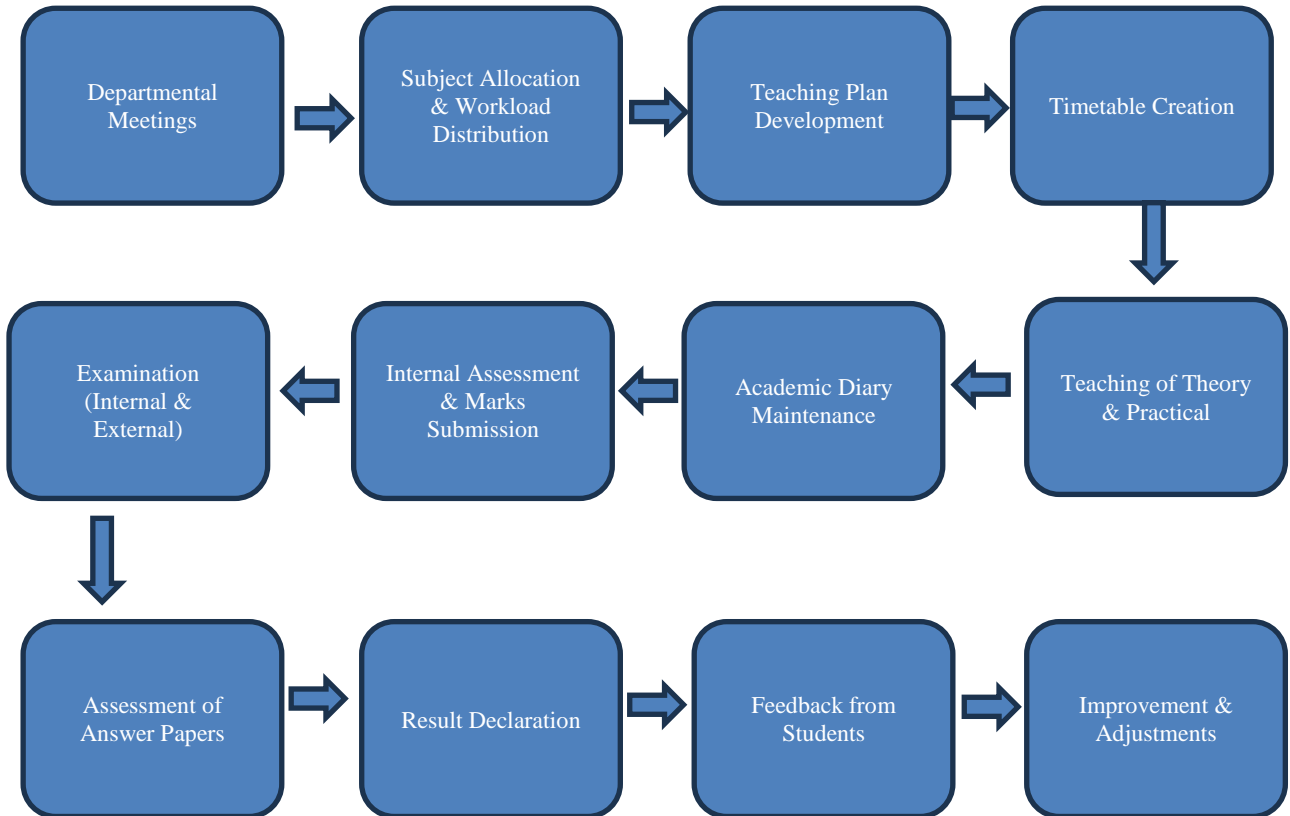 Departmental
Meetings
Subject Allocation
& Workload
Distribution
Teaching Plan
Development
Timetable Creation
Teaching of Theory
& Practical
Academic Diary
Maintenance
Internal Assessment
& Marks
Submission
Examination
(Internal &
External)
Assessment of
Answer Papers
Result Declaration
Feedback from
Students
Improvement &
Adjustments